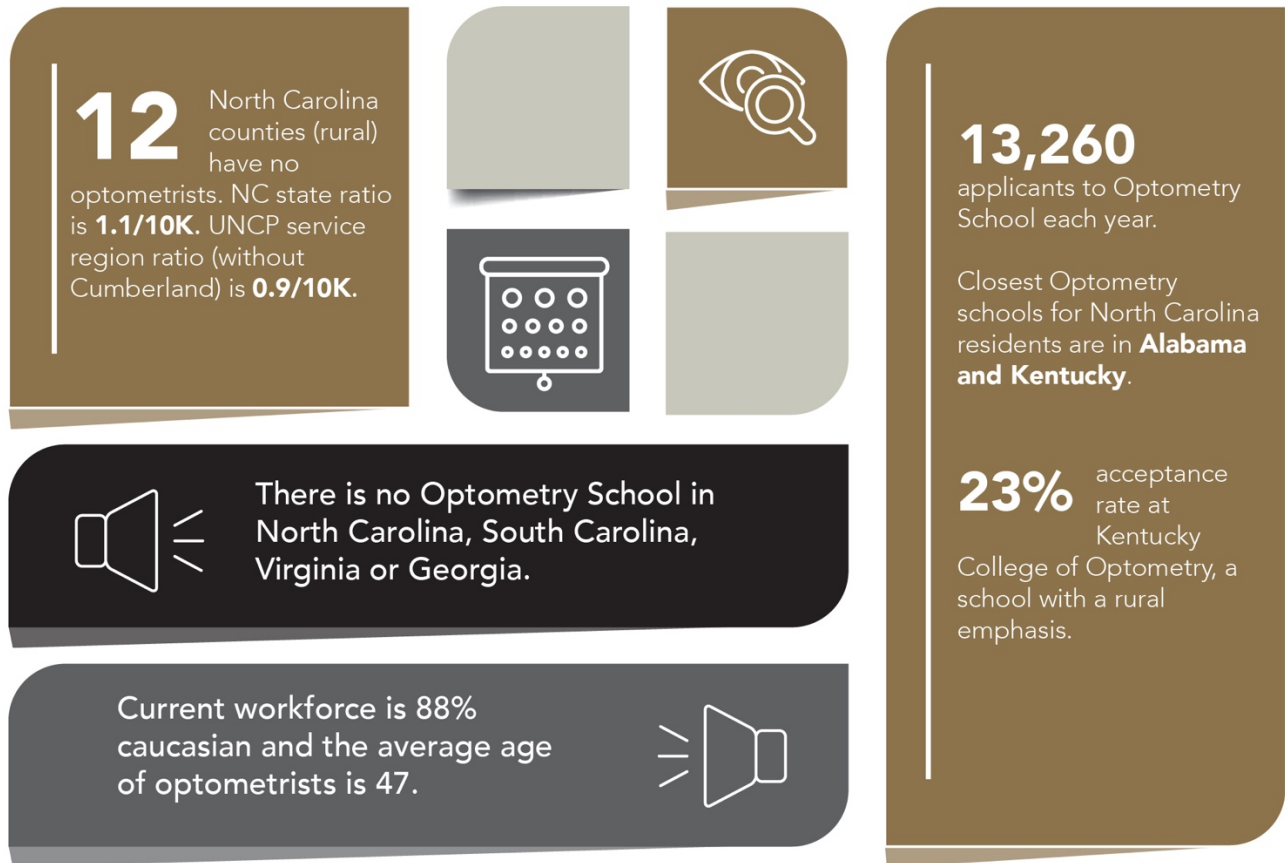 12 North Carolina
counties (rural)
have no
optometrists. NC state ratio
is 1.1/10K. UNCP service
region ratio (without
Cumberland) is 0.9/10K.
There is no Optometry School in
North Carolina, South Carolina,
Virginia or Georgia.
Current workforce is 88%
caucasian and the average age
of optometrists is 47.
13,260
applicants to Optometry
School each year.
Closest Optometry
schools for North Carolina
residents are in Alabama
and Kentucky.
23% acceptance
rate at
Kentucky
College of Optometry, a
school with a rural
emphasis.